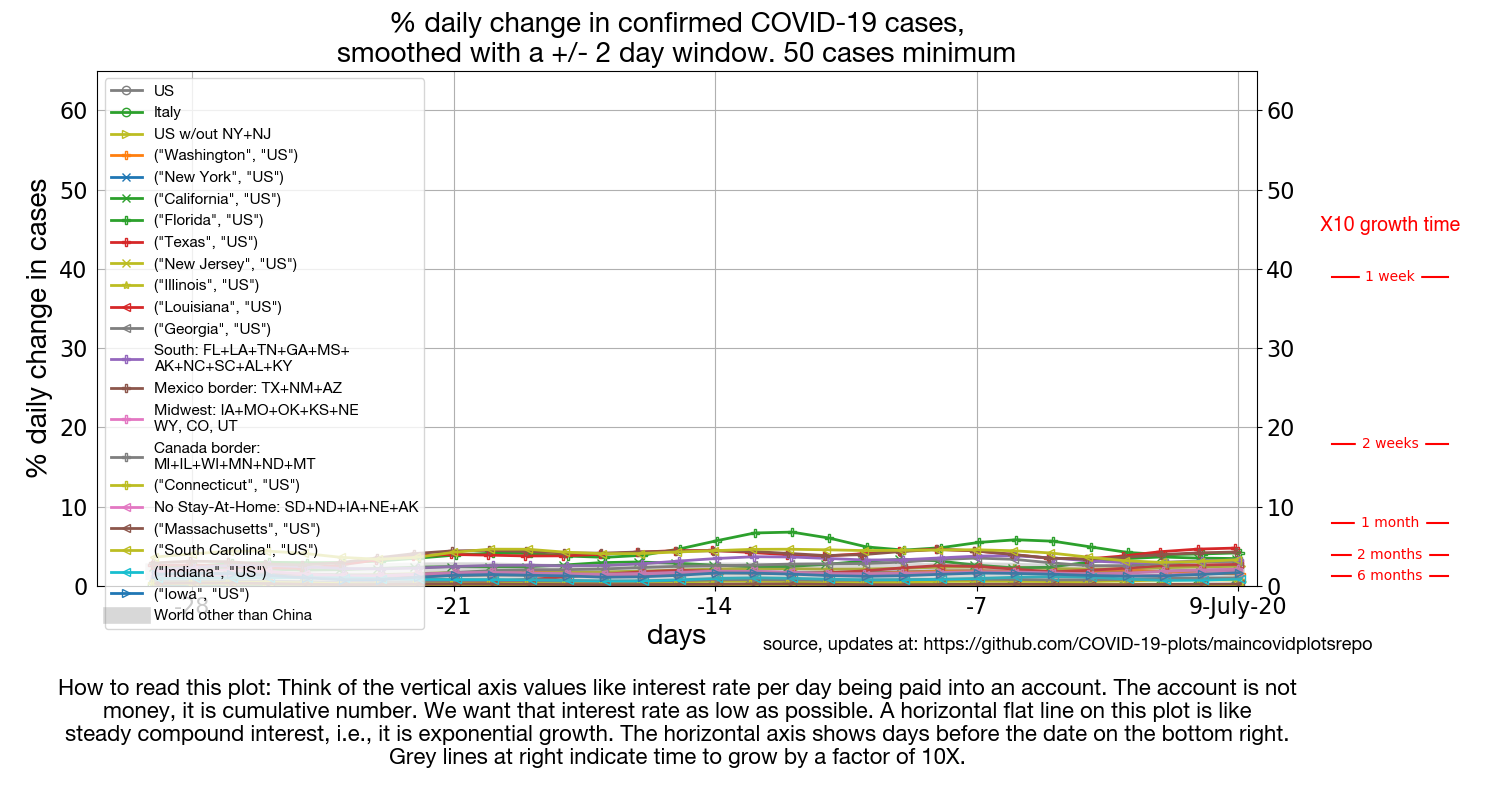 % daily change in confirmed COVID-19 cases,
smoothed with a +/- 2 day window. 50 cases minimum
% daily change in cases
60
50
40
30
20
10
0
US
Italy
US w/out NY+NJ
("Washington", "US")
("New York", "US")
("California", "US")
("Florida", "US")
("Texas", "US")
("New Jersey", "US")
("Illinois", "US")
("Louisiana", "US")
("Georgia", "US")
South: FL+LA+TN+GA+MS+
AK+NC+SC+AL+KY
Mexico border: TX+NM+AZ
Midwest: IA+MO+OK+KS+NE
WY, CO, UT
Canada border:
MI+IL+WI+MN+ND+MT
("Connecticut", "US")
No Stay-At-Home: SD+ND+IA+NE+AK
("Massachusetts", "US")
("South Carolina", "US")
("Indiana", "US")
("Iowa", "US")
World other than China
60
50
40
30
20
10
0
X10 growth time
1 week
2 weeks
1 month
2 months
6 months
-28
-21
-14
-7
9-July-20
days
source, updates at: https://github.com/COVID-19-plots/maincovidplotsrepo
How to read this plot: Think of the vertical axis values like interest rate per day being paid into an account. The account is not
money, it is cumulative number. We want that interest rate as low as possible. A horizontal flat line on this plot is like
steady compound interest, i.e., it is exponential growth. The horizontal axis shows days before the date on the bottom right.
Grey lines at right indicate time to grow by a factor of 10X.